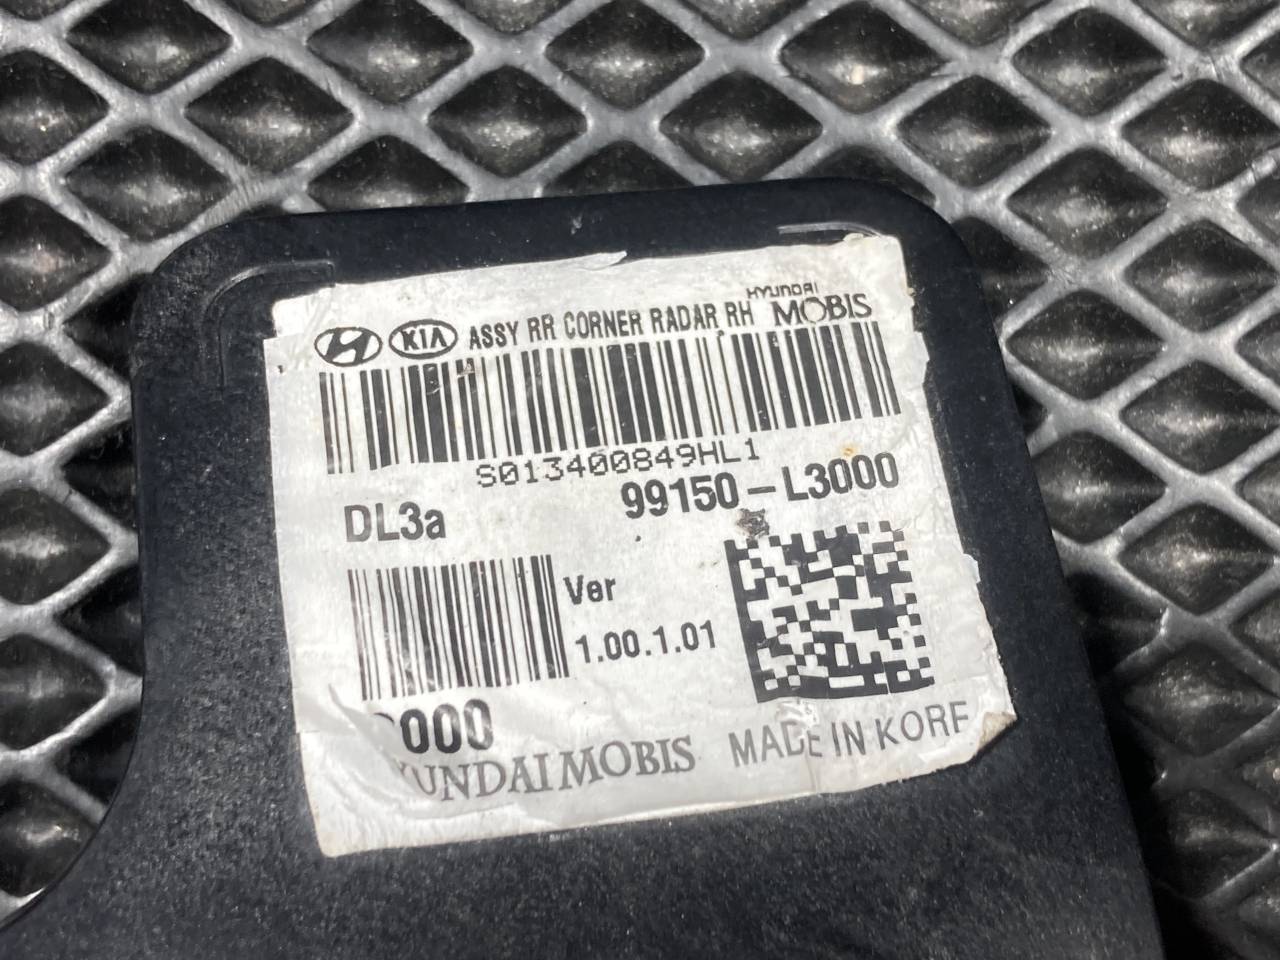 KIA ASSY RR CORNER RADAR RH HYUNDAI MOBIS
S013400849HL1
99150-L3000
DL3a
Ver
1.00.1.01
000
UNDAI MOBIS MADE IN KORE